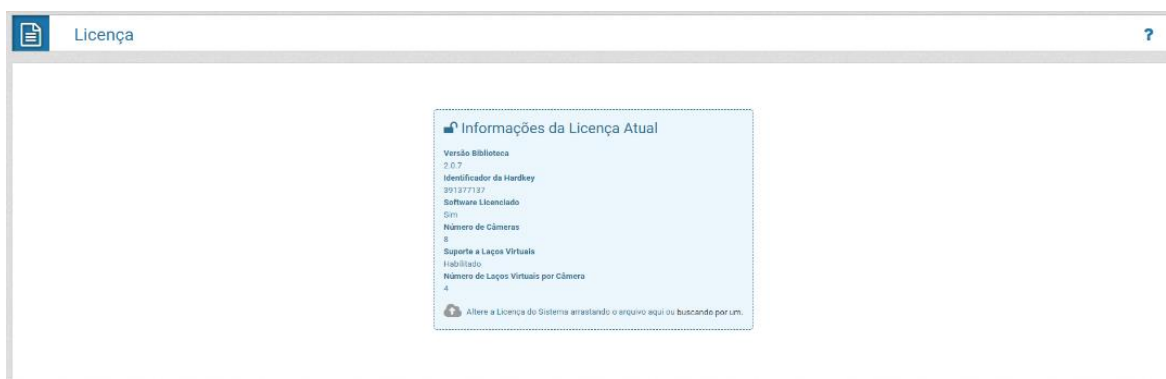 Licença
?
Informações da Licença Atual
Versão Biblioteca
2.0.7
Identificador da Hardkey
391377137
Software Licenciado
Sim
Número de Câmeras
8
Suporte a Laços Virtuais
Habilitado
Número de Laços Virtuais por Câmera
4
Altere a Licença do Sistema arrastando o arquivo aqui ou buscando por um.